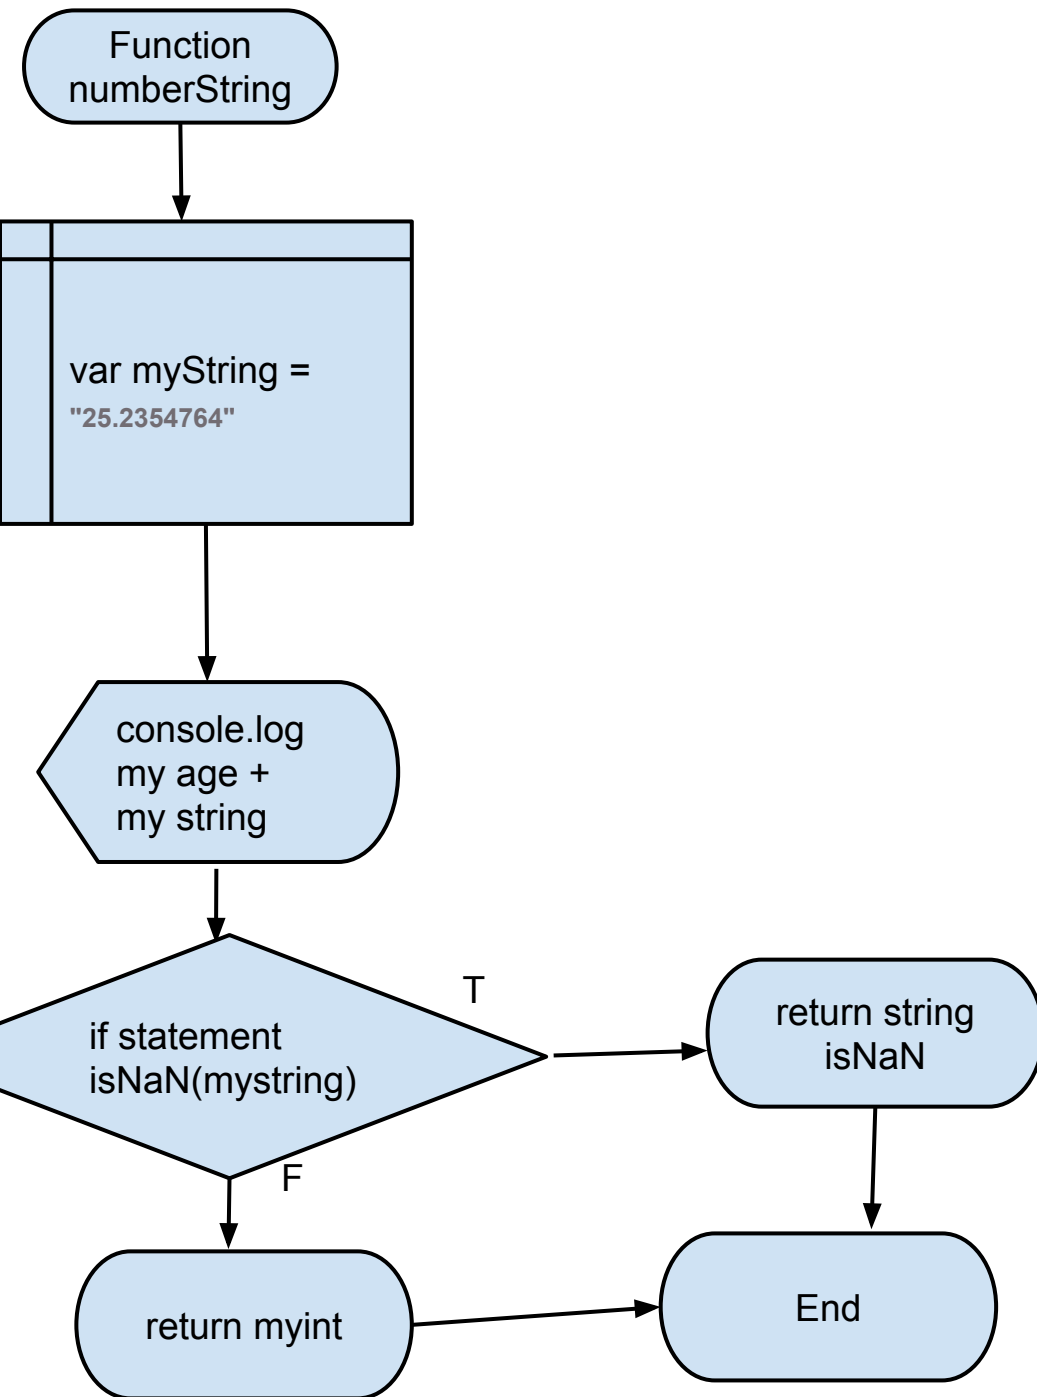 Function
numberString
var myString =
"25.2354764"
console.log
my age +
my string
if statement
isNaN(mystring)
T
return string
isNaN
F
return myint
End